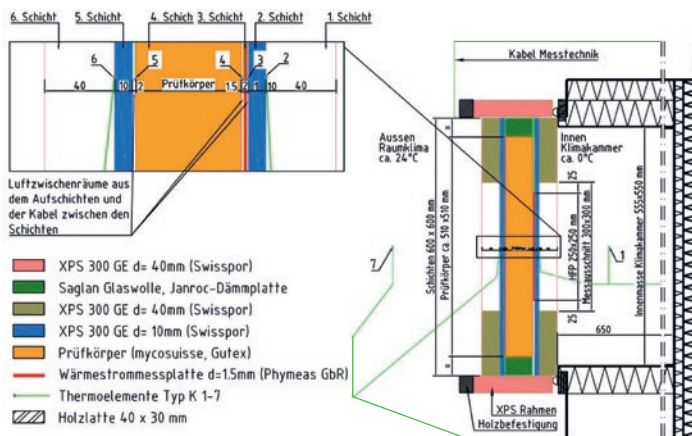 6. Schicht
5. Schicht
4. Schicht
3. Schicht
2. Schicht
1. Schicht
6
5
4
3
2
40
10
2
Prüfkörper
1.5
2
1
10
40
Luftzwischenräume aus
dem Aufschichten und
der Kabel zwischen den
Schichten
XPS 300 GE d= 40mm (Swisspor)
Saglan Glaswolle, Janroc-Dämmplatte
XPS 300 GE d= 40mm (Swisspor)
XPS 300 GE d= 10mm (Swisspor)
Prüfkörper (mycosuisse, Gutex)
Wärmestrommesplatte d=1.5mm (Phymeas GbR)
Thermoelemente Typ K 1-7
Holzlatte 40 x 30 mm
Kabel Messtechnik
Aussen
Raumklima
ca. 24°C
Innen
Klimakammer
ca. 0°C
Schichten 600 x 600 mm
Prüfkörper ca. 510 x510 mm
25
HFP 250x250 mm
Messausschnitt 300x300 mm
25
Innenmasse Klimakammer 555x550 mm
7
1
650
XPS Rahmen
Holzbefestigung